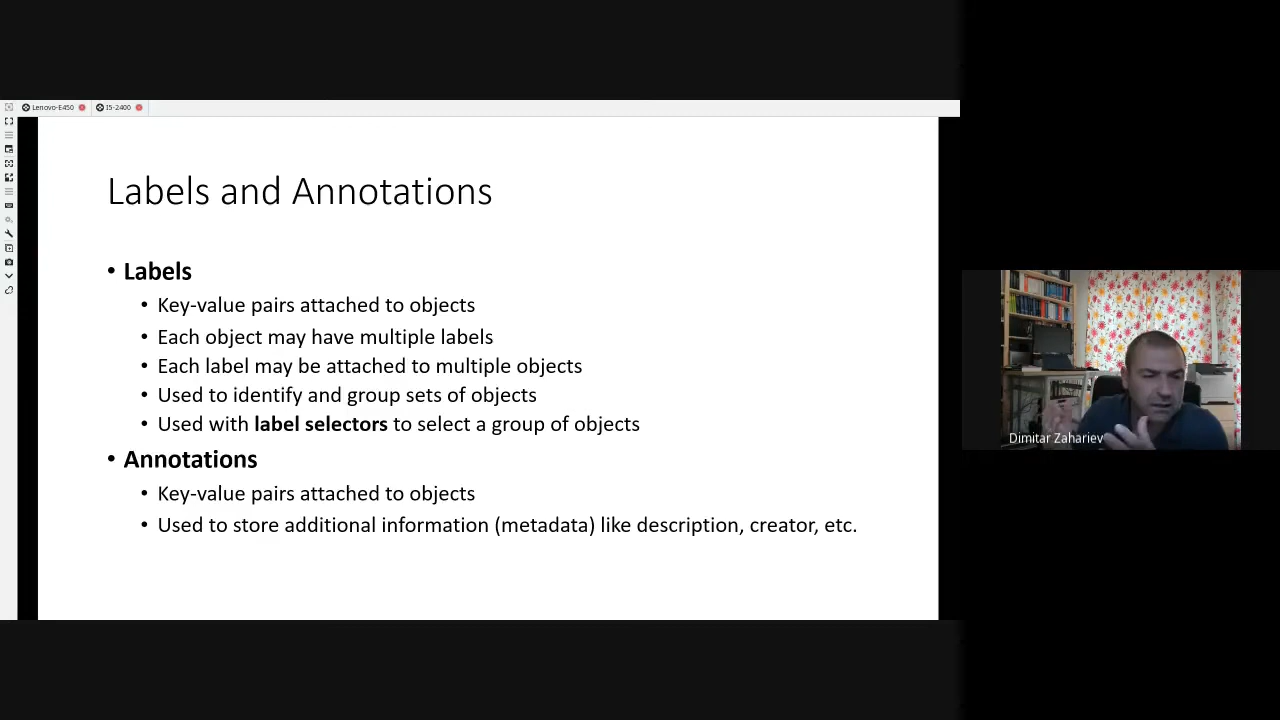 Lenovo-E450
I5-2400
Labels and Annotations
• Labels
• Key-value pairs attached to objects
• Each object may have multiple labels
• Each label may be attached to multiple objects
• Used to identify and group sets of objects
• Used with label selectors to select a group of objects
• Annotations
• Key-value pairs attached to objects
• Used to store additional information (metadata) like description, creator, etc.
Dimitar Zahariev